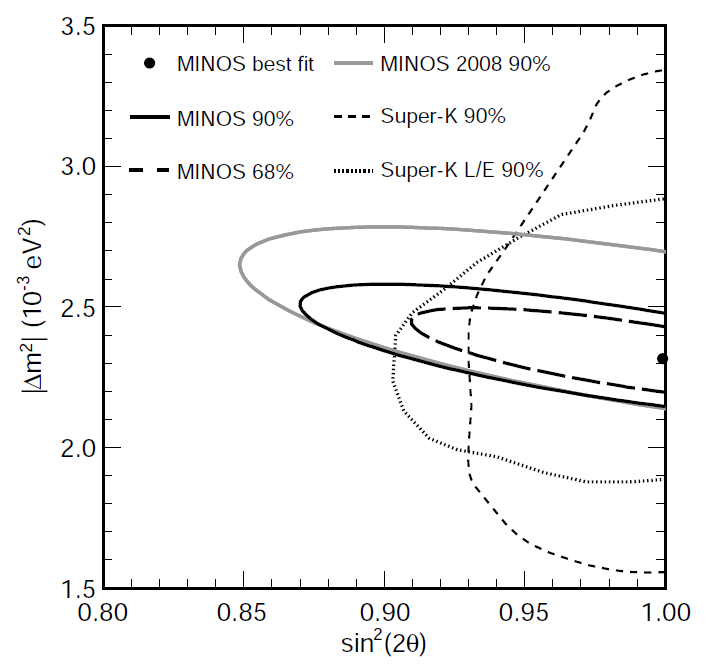 3.5
MINOS best fit
MINOS 2008 90%
MINOS 90%
Super-K 90%
MINOS 68%
Super-K L/E 90%
3.0
2.5
2.0
1.5
|Δm²| (10⁻³ eV²)
0.80 0.85 0.90 0.95 1.00
sin²(2θ)